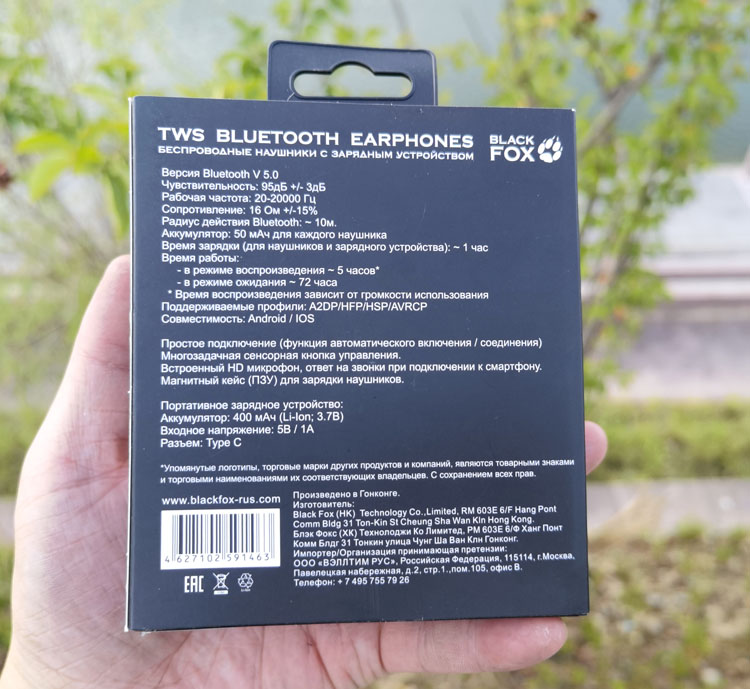 TWS BLUETOOTH EARPHONES
БЕСПРОВОДНЫЕ НАУШНИКИ С ЗАРЯДНЫМ УСТРОЙСТВОМ
BLACK
FOX
Версия Bluetooth V 5.0
Чувствительность: 95дБ +/- 3дБ
Рабочая частота: 20-20000 Гц
Сопротивление: 16 Ом +/-15%
Радиус действия Bluetooth: ~ 10м.
Аккумулятор: 50 мАч для каждого наушника
Время зарядки (для наушников и зарядного устройства): ~ 1 час
Время работы:
- в режиме воспроизведения ~ 5 часов*
- в режиме ожидания ~ 72 часа
* Время воспроизведения зависит от громкости использования
Поддерживаемые профили: A2DP/HFP/HSP/AVRCP
Совместимость: Android / IOS
Простое подключение (функция автоматического включения / соединения)
Многозадачная сенсорная кнопка управления.
Встроенный HD микрофон, ответ на звонки при подключении к смартфону.
Магнитный кейс (ПЗУ) для зарядки наушников.
Портативное зарядное устройство:
Аккумулятор: 400 мАч (Li-Ion; 3.7В)
Входное напряжение: 5В / 1А
Разъем: Type C
*Упомянутые логотипы, торговые марки других продуктов и компаний, являются товарными знаками
и торговыми наименованиями их соответствующих владельцев. С сохранением всех прав.
www.blackfox-rus.com
4 627102 591463
EAC
Произведено в Гонконге.
Изготовитель:
Black Fox (HK) Technology Co.,Limited, RM 603E 6/F Hang Pont
Comm Bldg 31 Ton-Kin St Cheung Sha Wan Kln Hong Kong.
Блэк Фокс (ХК) Технолоджи Ко Лимитед, РМ 603Е 6/Ф Ханг Понт
Комм Блдг 31 Тонкин улица Чунг Ша Ван Клн Гонконг.
Импортер/Организация принимающая претензии:
ООО «ВЭЛЛТИМ РУС», Российская Федерация, 115114, г.Москва,
Павелецкая набережная, д.2, стр.1.,пом.105, офис В.
Телефон: +7 495 755 79 26